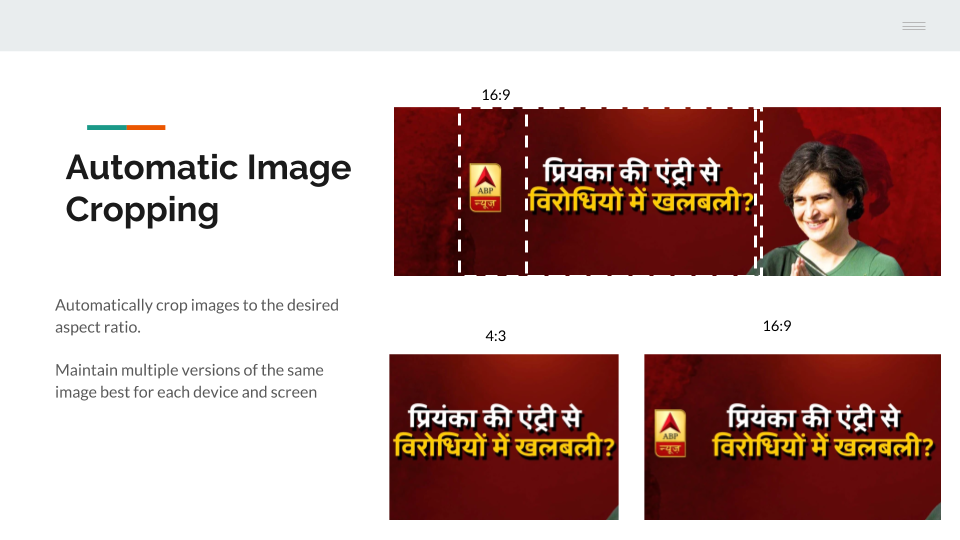 16:9
Automatic Image
Cropping
ABP
न्यूज़
प्रियंका की एंट्री से
विरोधियों में खलबली?
Automatically crop images to the desired
aspect ratio.
Maintain multiple versions of the same
image best for each device and screen
4:3
प्रियंका की एंट्री से
विरोधियों में खलबली?
16:9
ABP
न्यूज़
प्रियंका की एंट्री से
विरोधियों में खलबली?